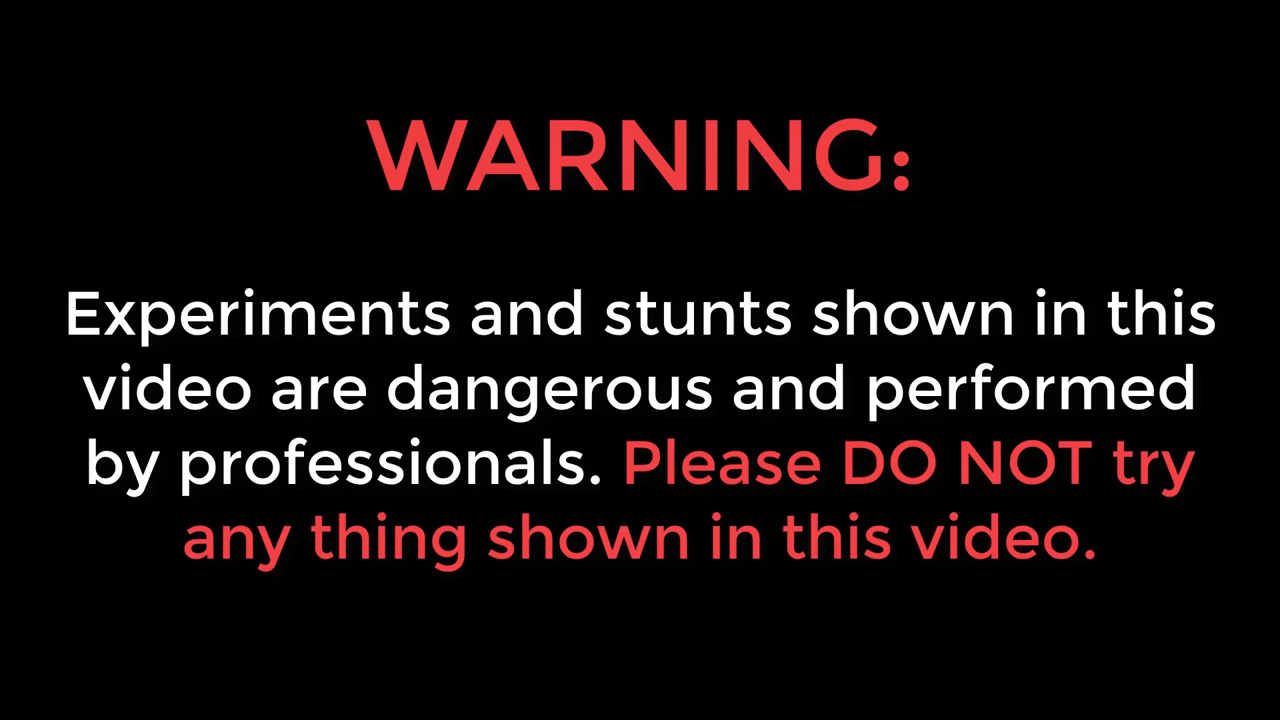 WARNING:
Experiments and stunts shown in this
video are dangerous and performed
by professionals. Please DO NOT try
any thing shown in this video.